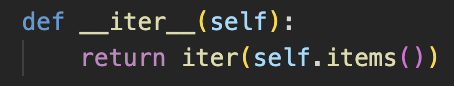 def __iter__(self):
    return iter(self.items())